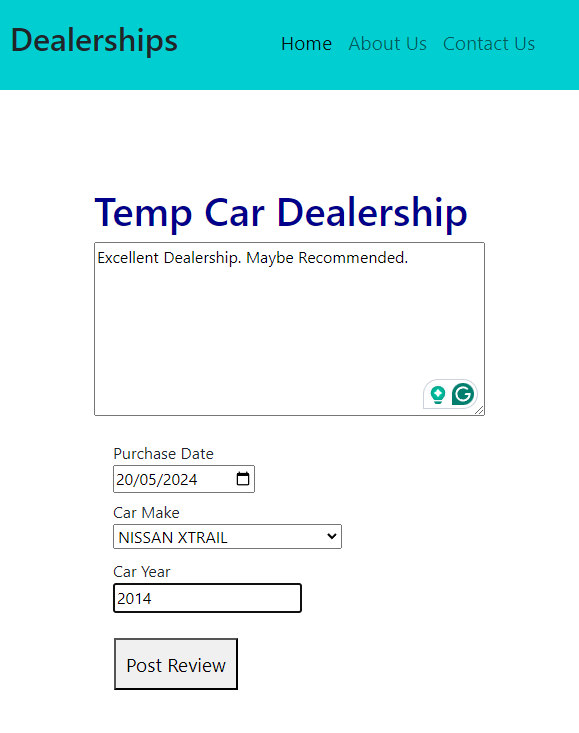 Dealerships
Home About Us Contact Us
Temp Car Dealership
Excellent Dealership. Maybe Recommended.
Purchase Date
20/05/2024
Car Make
NISSAN XTRAIL
Car Year
2014
Post Review